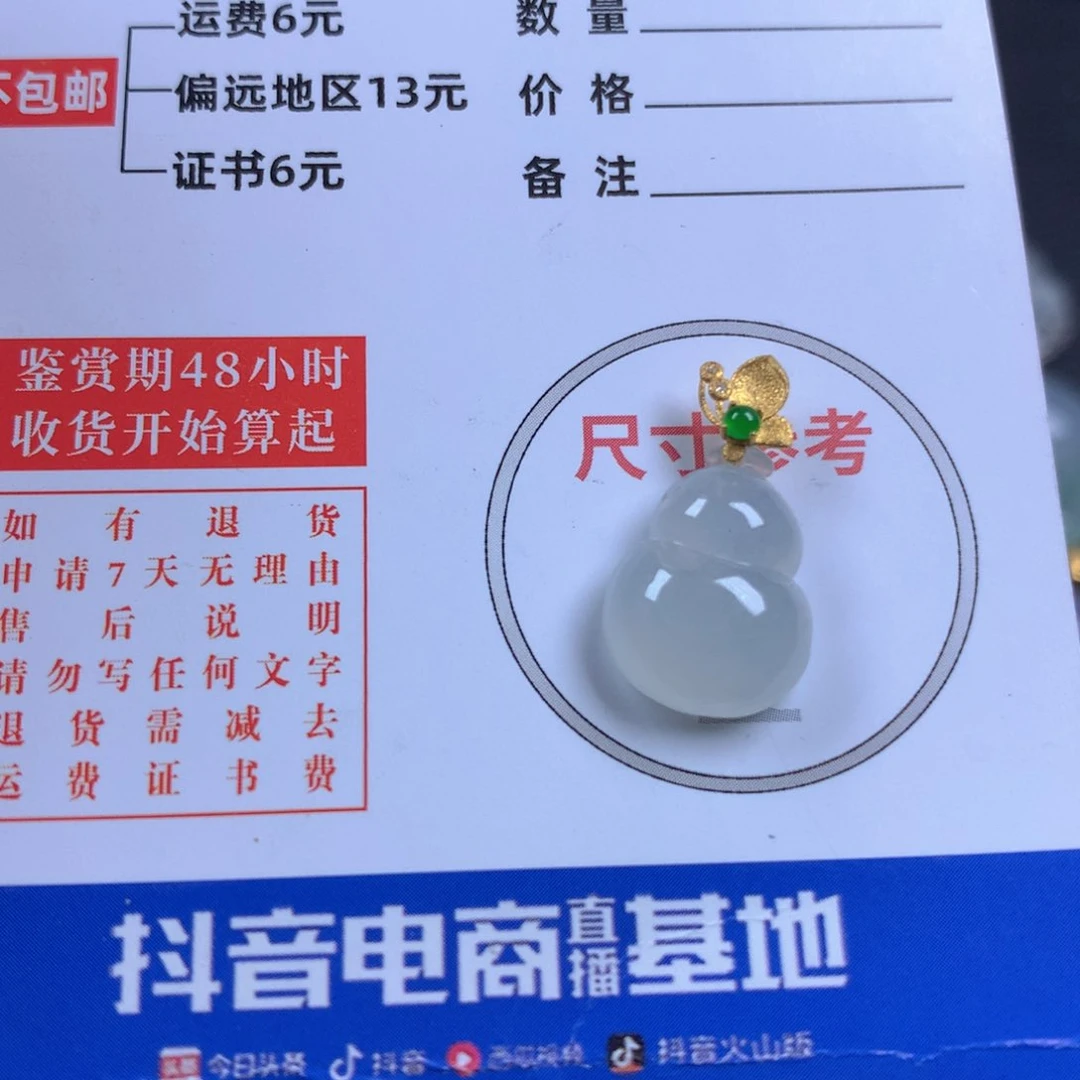 运费6元
数量
不包邮
偏远地区13元
价格
证书6元
备注
鉴赏期48小时
收货开始算起
尺寸参考
如有退货
申请7天无理由
售后说明
请勿写任何文字
退货需减去
运费证书费
抖音电商直播基地
今日头条 抖音 西瓜视频 抖音火山版